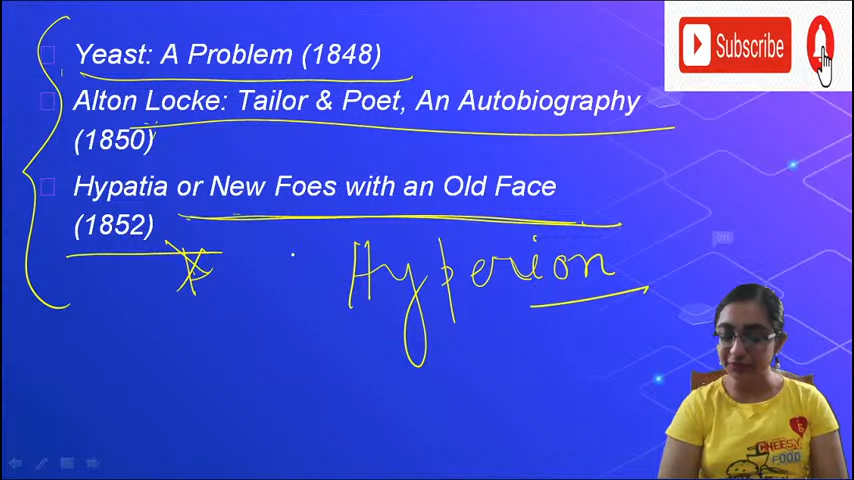 Subscribe
Yeast: A Problem (1848)
Alton Locke: Tailor & Poet, An Autobiography
(1850)
Hypatia or New Foes with an Old Face
(1852)
Hyperion
CHEESY
FOOD